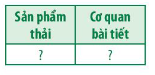 Sản phẩm
thải
Cơ quan
bài tiết
?
?